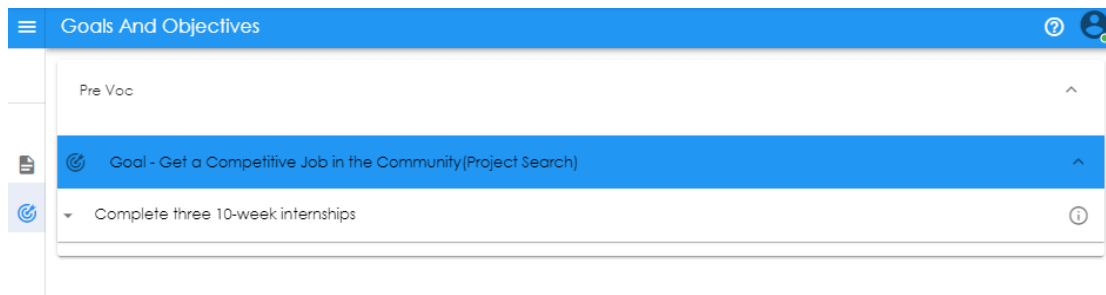 Goals And Objectives
Pre Voc
Goal - Get a Competitive Job in the Community(Project Search)
Complete three 10-week internships